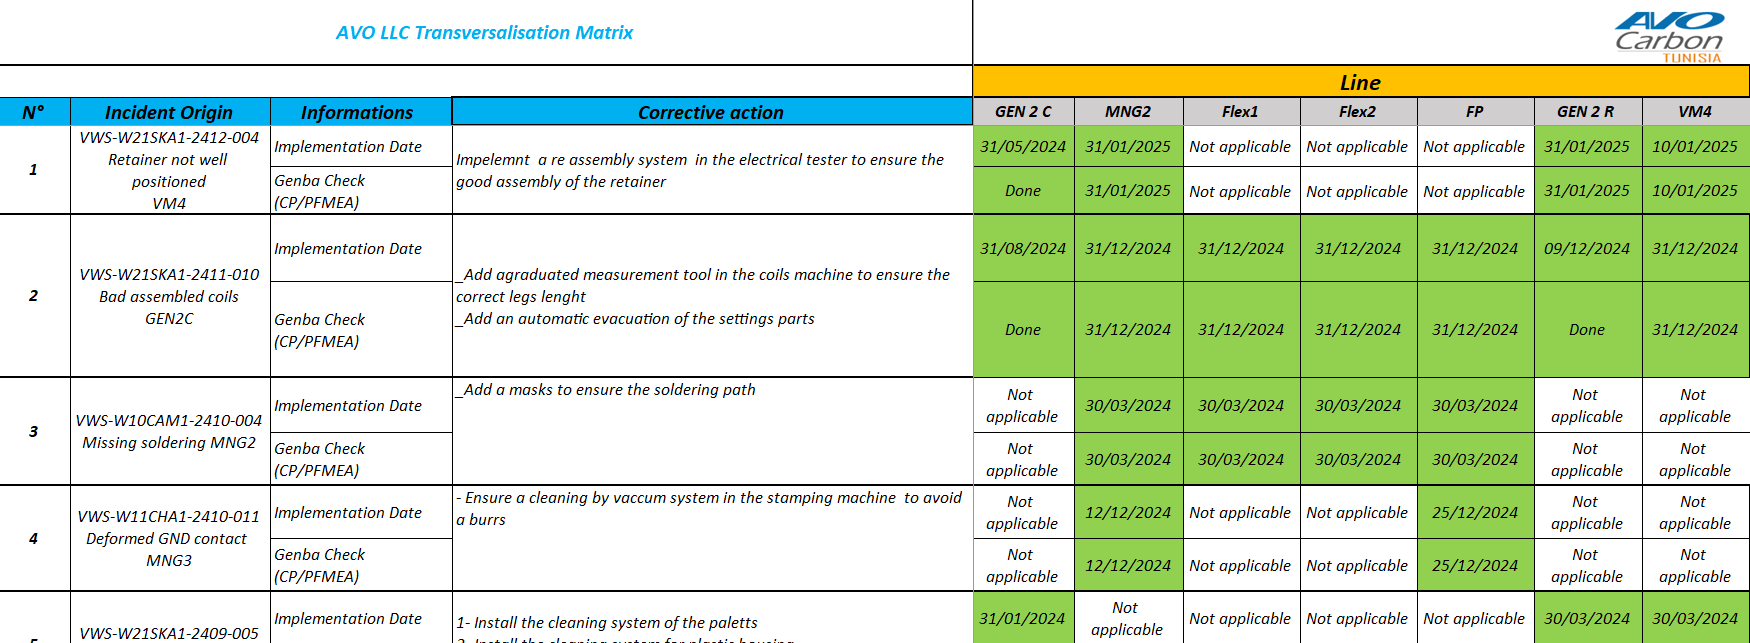 AVO LLC Transversalisation Matrix
AVO
Carbon
TUNISIA
Line
N° Incident Origin Informations Corrective action GEN 2 C MNG2 Flex1 Flex2 FP GEN 2 R VM4
1
VWS-W21SKA1-2412-004
Retainer not well
positioned
VM4
Implementation Date
Genba Check
(CP/PFMEA)
Impelemnt a re assembly system in the electrical tester to ensure the
good assembly of the retainer
31/05/2024 31/01/2025 Not applicable Not applicable Not applicable 31/01/2025 10/01/2025
Done 31/01/2025 Not applicable Not applicable Not applicable 31/01/2025 10/01/2025
2
VWS-W21SKA1-2411-010
Bad assembled coils
GEN2C
Implementation Date
Genba Check
(CP/PFMEA)
_Add agraduated measurement tool in the coils machine to ensure the
correct legs lenght
_Add an automatic evacuation of the settings parts
31/08/2024 31/12/2024 31/12/2024 31/12/2024 31/12/2024 09/12/2024 31/12/2024
Done 31/12/2024 31/12/2024 31/12/2024 31/12/2024 Done 31/12/2024
3
VWS-W10CAM1-2410-004
Missing soldering MNG2
Implementation Date
Genba Check
(CP/PFMEA)
_Add a masks to ensure the soldering path
Not
applicable
30/03/2024 30/03/2024 30/03/2024 30/03/2024
Not
applicable
Not
applicable
Not
applicable
30/03/2024 30/03/2024 30/03/2024 30/03/2024
Not
applicable
Not
applicable
4
VWS-W11CHA1-2410-011
Deformed GND contact
MNG3
Implementation Date
Genba Check
(CP/PFMEA)
- Ensure a cleaning by vaccum system in the stamping machine to avoid
a burrs
Not
applicable
12/12/2024 Not applicable Not applicable 25/12/2024
Not
applicable
Not
applicable
Not
applicable
12/12/2024 Not applicable Not applicable 25/12/2024
Not
applicable
Not
applicable
5
VWS-W21SKA1-2409-005
Implementation Date
1- Install the cleaning system of the paletts
2- Install the cleaning system for plastic housing
31/01/2024
Not
applicable
Not applicable Not applicable Not applicable 30/03/2024 30/03/2024